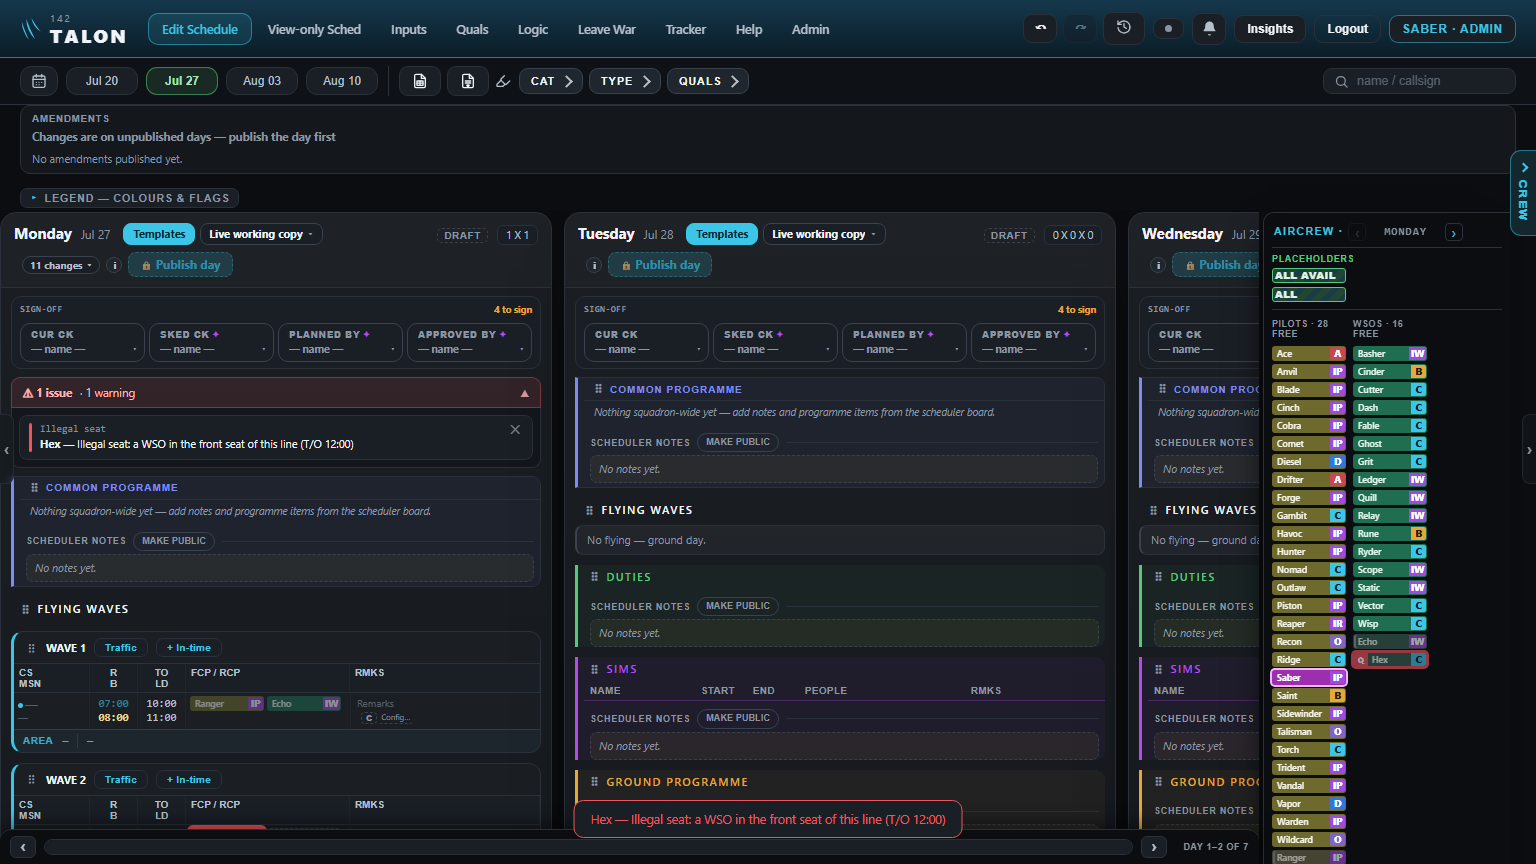 142
TALON
Edit Schedule
View-only Sched
Inputs
Quals
Logic
Leave War
Tracker
Help
Admin
Insights
Logout
SABER · ADMIN
Jul 20
Jul 27
Aug 03
Aug 10
CAT
TYPE
QUALS
name / callsign
AMENDMENTS
Changes are on unpublished days — publish the day first
No amendments published yet.
LEGEND — COLOURS & FLAGS
CREW
Monday Jul 27
Templates
Live working copy
DRAFT
1 X 1
11 changes
i
Publish day
SIGN-OFF
4 to sign
CUR CK
— name —
SKED CK
— name —
PLANNED BY
— name —
APPROVED BY
— name —
1 issue · 1 warning
Illegal seat
Hex — Illegal seat: a WSO in the front seat of this line (T/O 12:00)
COMMON PROGRAMME
Nothing squadron-wide yet — add notes and programme items from the scheduler board.
SCHEDULER NOTES
MAKE PUBLIC
No notes yet.
FLYING WAVES
WAVE 1
Traffic
+ In-time
CS
MSN
R
B
TO
LD
FCP / RCP
RMKS
—
—
07:00
08:00
10:00
11:00
Ranger IP
Echo IW
Remarks
C Config...
AREA – –
WAVE 2
Traffic
+ In-time
CS
MSN
R
B
TO
LD
FCP / RCP
RMKS
Tuesday Jul 28
Templates
Live working copy
DRAFT
0 X 0 X 0
i
Publish day
SIGN-OFF
4 to sign
CUR CK
— name —
SKED CK
— name —
PLANNED BY
— name —
APPROVED BY
— name —
COMMON PROGRAMME
Nothing squadron-wide yet — add notes and programme items from the scheduler board.
SCHEDULER NOTES
MAKE PUBLIC
No notes yet.
FLYING WAVES
No flying — ground day.
DUTIES
SCHEDULER NOTES
MAKE PUBLIC
No notes yet.
SIMS
NAME
START
END
PEOPLE
RMKS
SCHEDULER NOTES
MAKE PUBLIC
No notes yet.
GROUND PROGRAMME
Hex — Illegal seat: a WSO in the front seat of this line (T/O 12:00)
Wednesday Jul 29
i
Publish day
SIGN-OFF
CUR CK
— name —
COMMON PROG
Nothing squadron-w
SCHEDULER NOTES
No notes yet.
FLYING WAVES
No flying — ground da
DUTIES
SCHEDULER NOTES
No notes yet.
SIMS
NAME
SCHEDULER NOTES
No notes yet.
GROUND PROG
SCHEDULER NOTES
AIRCREW ·
MONDAY
PLACEHOLDERS
ALL AVAIL
ALL
PILOTS · 28
FREE
Ace A
Anvil IP
Blade IP
Cinch IP
Cobra IP
Comet IP
Diesel D
Drifter A
Forge IP
Gambit C
Havoc IP
Hunter IP
Nomad C
Outlaw C
Piston IP
Reaper IR
Recon O
Ridge C
Saber IP
Saint B
Sidewinder IP
Talisman O
Torch C
Trident IP
Vandal IP
Vapor D
Warden IP
Wildcard O
Ranger IP
WSOS · 16
FREE
Basher IW
Cinder B
Cutter C
Dash C
Fable C
Ghost C
Grit C
Ledger IW
Quill IW
Relay IW
Rune B
Ryder C
Scope IW
Static IW
Vector C
Wisp C
Echo IW
Q Hex C
DAY 1–2 OF 7